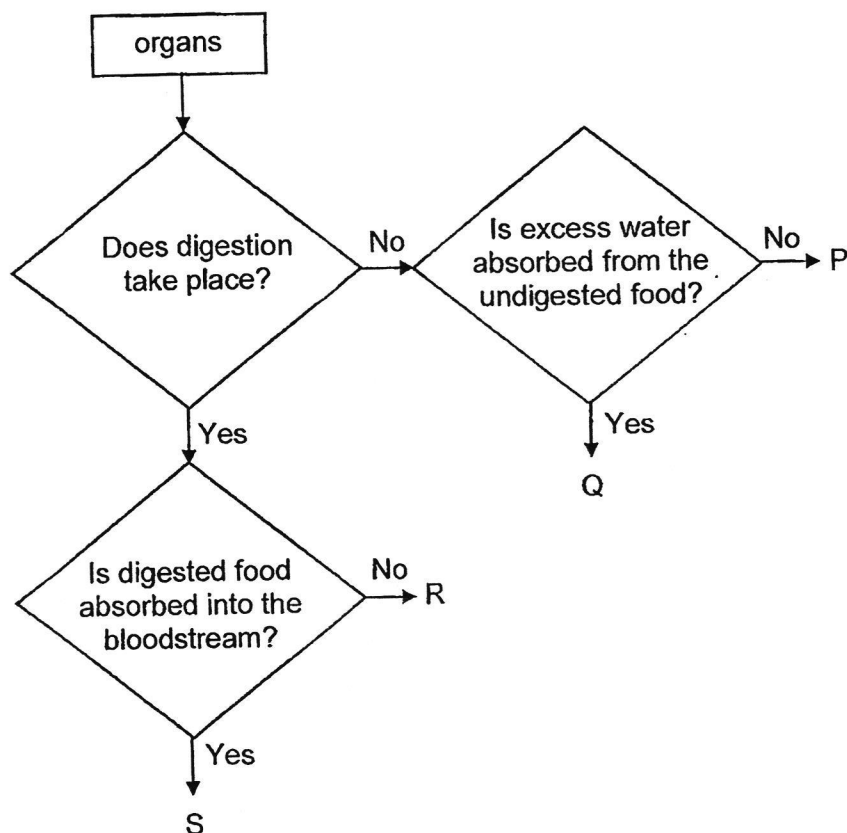 organs
Does digestion
take place?
No
Is excess water
absorbed from the
undigested food?
No
P
Yes
Yes
Q
Is digested food
absorbed into the
bloodstream?
No
R
Yes
S